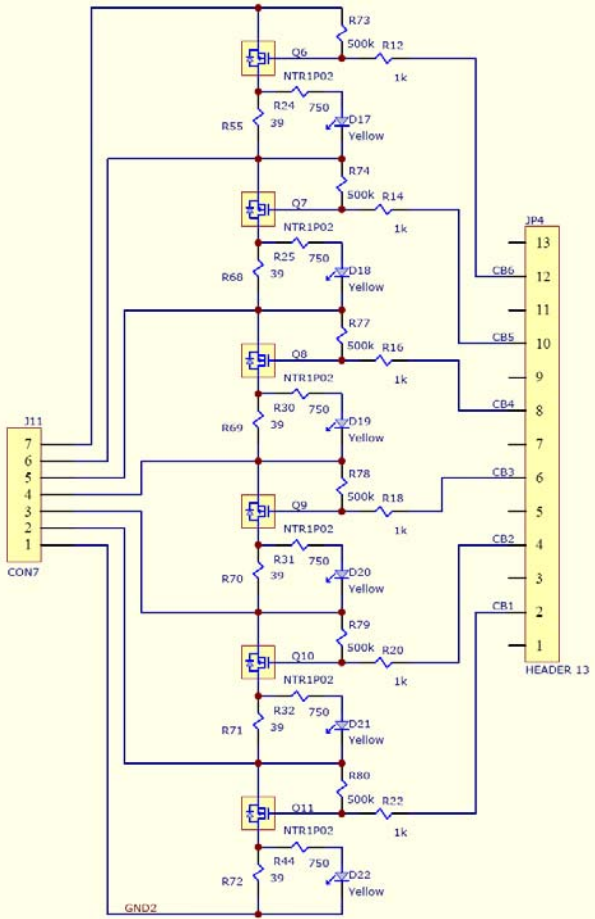 R73
500k R12
Q6
1k
NTR1P02
R24 D17
750
R55 39 Yellow
R74
500k R14
Q7
1k
NTR1P02
R25 750 D18
R68 39 Yellow
R77
500k R16
Q8
1k
NTR1P02
R30 750 D19
R69 39 Yellow
R78
500k R18
Q9
1k
NTR1P02
R31 750 D20
R70 39 Yellow
R79
500k R20
Q10
1k
NTR1P02
R32 750 D21
R71 39 Yellow
R80
500k R22
Q11
1k
NTR1P02
R44 750 D22
R72 39 Yellow
GND2
J11
7
6
5
4
3
2
1
CON7
JP4
13
CB6 12
11
CB5 10
9
CB4 8
7
CB3 6
5
CB2 4
3
CB1 2
1
HEADER 13